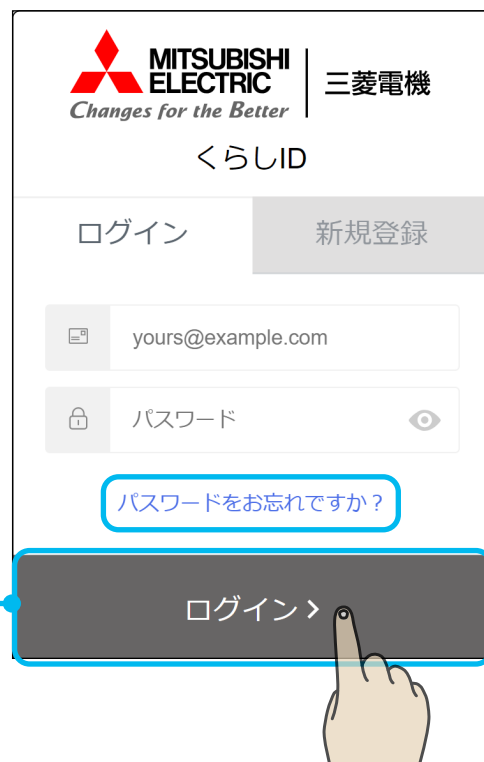 MITSUBISHI
ELECTRIC
Changes for the Better
三菱電機
くらしID
ログイン
新規登録
yours@example.com
パスワード
パスワードをお忘れですか？
ログイン